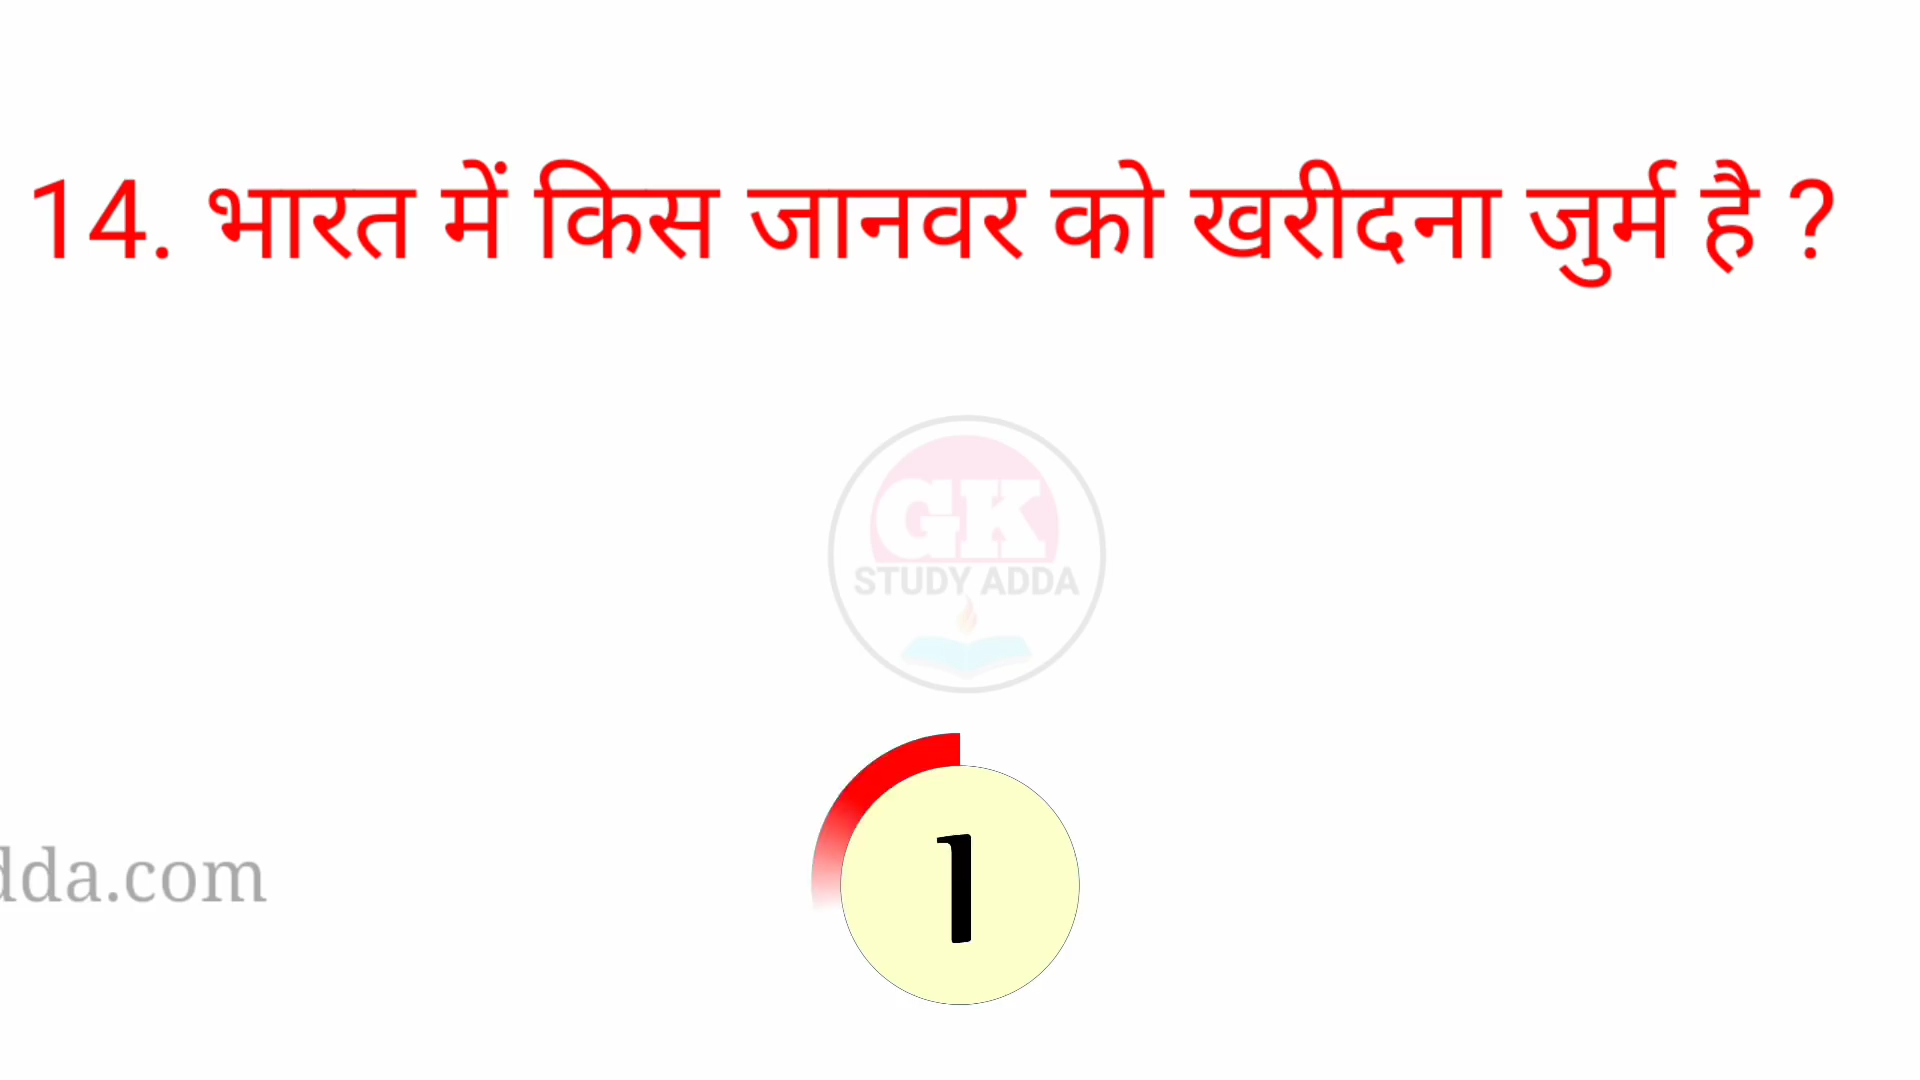 14. भारत में किस जानवर को खरीदना जुर्म है ?
GK
STUDY ADDA
dda.com
1